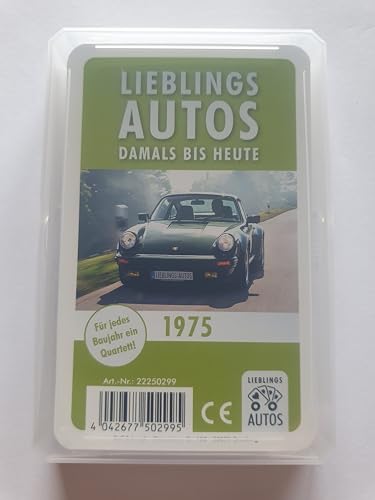 LIEBLINGS
AUTOS
DAMALS BIS HEUTE
LIEBLINGS-AUTOS
1975
Für jedes
Baujahr ein
Quartett!
Art.-Nr.: 22250299
4 042677 502995
CE
LIEBLINGS
AUTOS